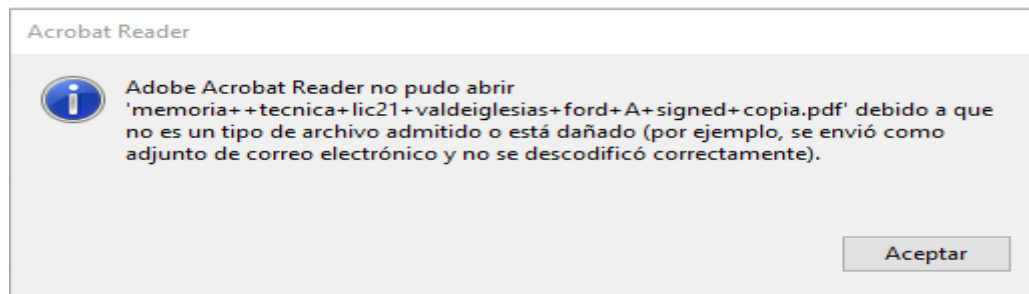 Acrobat Reader
Adobe Acrobat Reader no pudo abrir
'memoria++tecnica+lic21+valdeiglesias+ford+A+signed+copia.pdf' debido a que
no es un tipo de archivo admitido o está dañado (por ejemplo, se envió como
adjunto de correo electrónico y no se descodificó correctamente).
Aceptar